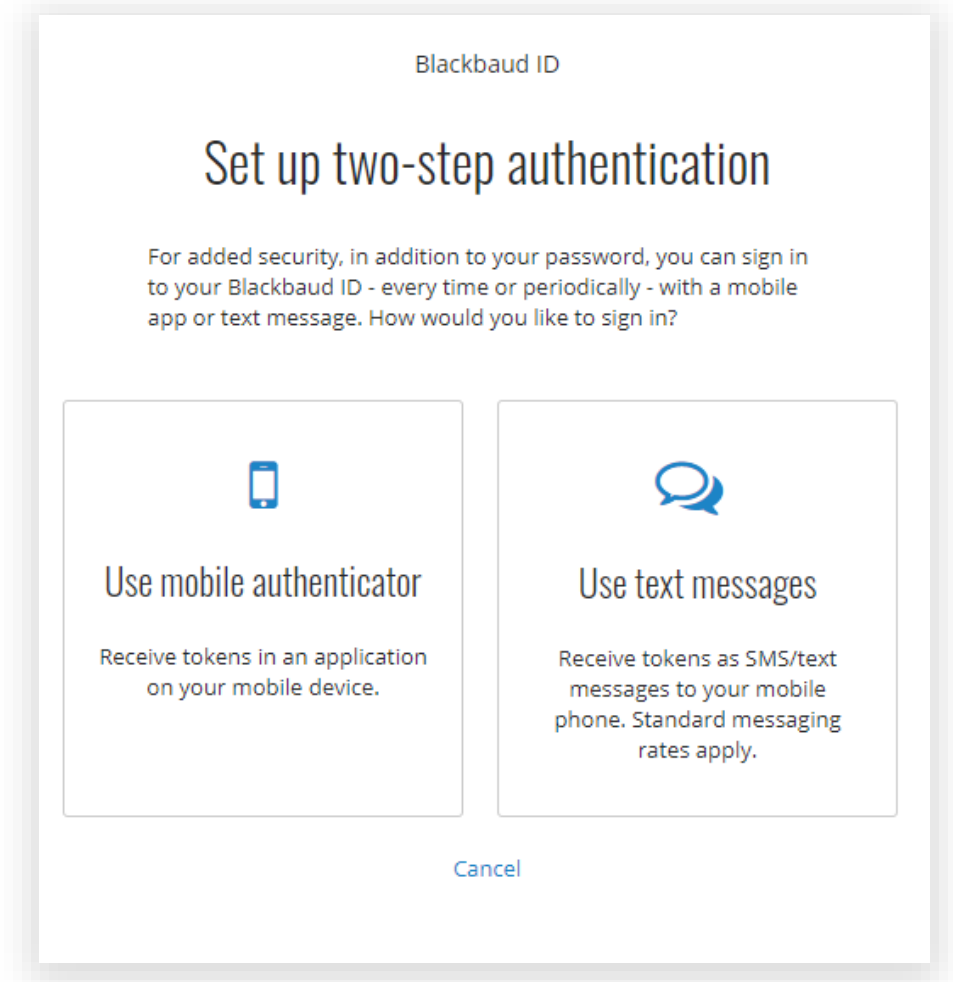 Blackbaud ID
Set up two-step authentication
For added security, in addition to your password, you can sign in
to your Blackbaud ID - every time or periodically - with a mobile
app or text message. How would you like to sign in?
Use mobile authenticator
Receive tokens in an application
on your mobile device.
Use text messages
Receive tokens as SMS/text
messages to your mobile
phone. Standard messaging
rates apply.
Cancel